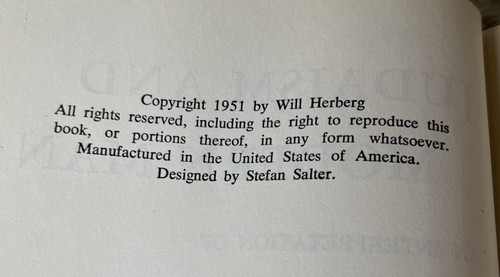 Copyright 1951 by Will Herberg
All rights reserved, including the right to reproduce this
book, or portions thereof, in any form whatsoever.
Manufactured in the United States of America.
Designed by Stefan Salter.